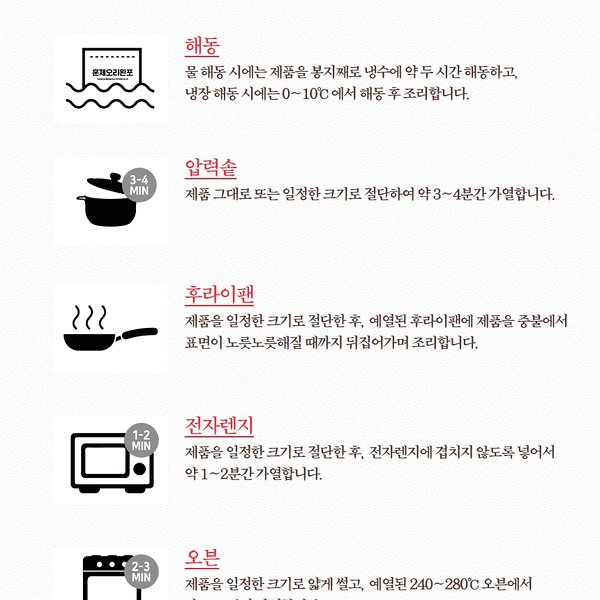 해동
훈제오리완포
물 해동 시에는 제품을 봉지째로 냉수에 약 두 시간 해동하고,
냉장 해동 시에는 0~10℃ 에서 해동 후 조리합니다.
압력솥
3-4
MIN
제품 그대로 또는 일정한 크기로 절단하여 약 3~4분간 가열합니다.
후라이팬
제품을 일정한 크기로 절단한 후, 예열된 후라이팬에 제품을 중불에서
표면이 노릇노릇해질 때까지 뒤집어가며 조리합니다.
전자렌지
1-2
MIN
제품을 일정한 크기로 절단한 후, 전자렌지에 겹치지 않도록 넣어서
약 1~2분간 가열합니다.
오븐
2-3
MIN
제품을 일정한 크기로 얇게 썰고, 예열된 240~280℃ 오븐에서